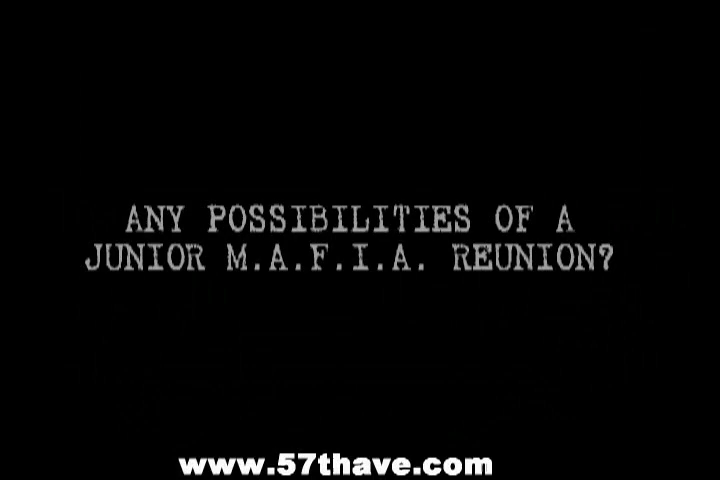 ANY POSSIBILITIES OF A
JUNIOR M.A.F.I.A. REUNION?
www.57thave.com